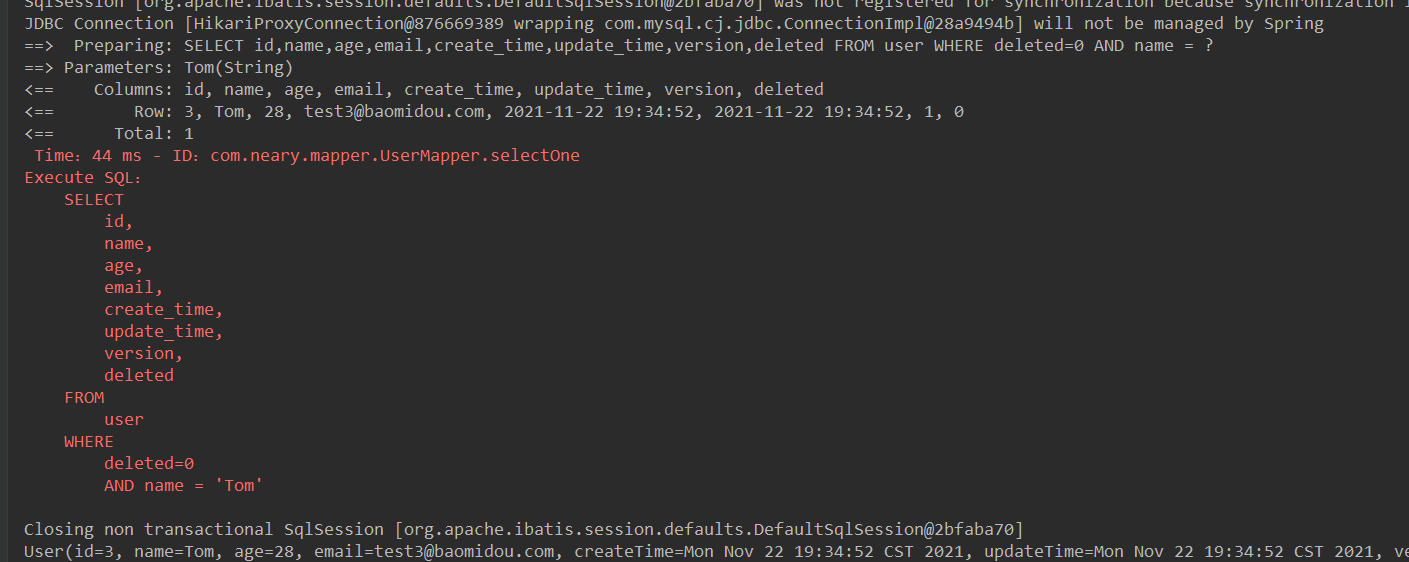 SqlSession [org.apache.ibatis.session.defaults.DefaultSqlSession@2bfaba70] was not registered for synchronization because synchronization
JDBC Connection [HikariProxyConnection@876669389 wrapping com.mysql.cj.jdbc.ConnectionImpl@28a9494b] will not be managed by Spring
==>  Preparing: SELECT id,name,age,email,create_time,update_time,version,deleted FROM user WHERE deleted=0 AND name = ?
==> Parameters: Tom(String)
<==    Columns: id, name, age, email, create_time, update_time, version, deleted
<==        Row: 3, Tom, 28, test3@baomidou.com, 2021-11-22 19:34:52, 2021-11-22 19:34:52, 1, 0
<==      Total: 1
 Time：44 ms - ID：com.neary.mapper.UserMapper.selectOne
Execute SQL：
    SELECT
        id,
        name,
        age,
        email,
        create_time,
        update_time,
        version,
        deleted
    FROM
        user
    WHERE
        deleted=0
        AND name = 'Tom'
Closing non transactional SqlSession [org.apache.ibatis.session.defaults.DefaultSqlSession@2bfaba70]
User(id=3, name=Tom, age=28, email=test3@baomidou.com, createTime=Mon Nov 22 19:34:52 CST 2021, updateTime=Mon Nov 22 19:34:52 CST 2021, ve